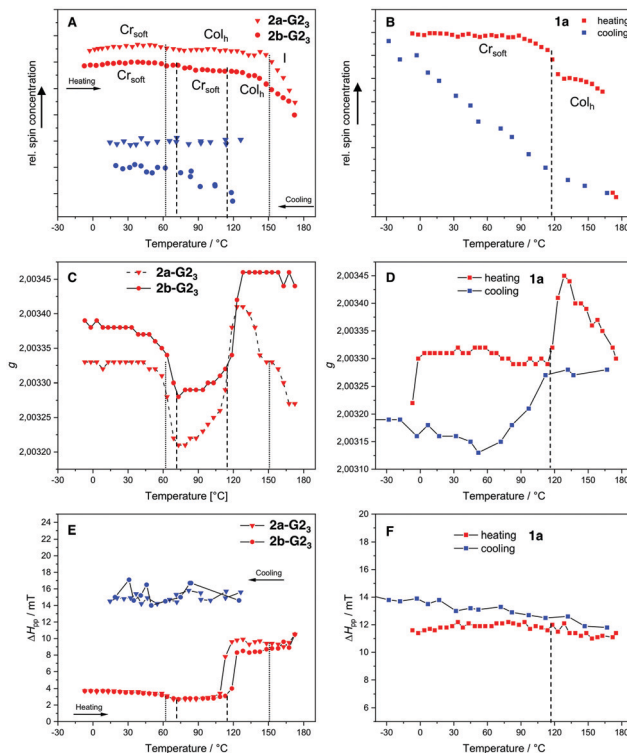 A
2a-G2₃
2b-G2₃
Cr_soft
Col_h
I
Cr_soft
Cr_soft
Col_h
Heating
Cooling
rel. spin concentration
-30 0 30 60 90 120 150 180
Temperature / °C
B
1a
heating
cooling
Cr_soft
Col_h
rel. spin concentration
-30 0 30 60 90 120 150 180
Temperature / °C
C
2a-G2₃
2b-G2₃
2,00345
2,00340
2,00335
2,00330
2,00325
2,00320
g
-30 0 30 60 90 120 150 180
Temperature [°C]
D
1a
heating
cooling
2,00345
2,00340
2,00330
2,00320
2,00315
2,00310
g
-30 0 30 60 90 120 150 180
Temperature / °C
E
2a-G2₃
2b-G2₃
Cooling
Heating
26
24
22
20
18
16
14
12
10
8
6
4
2
0
ΔH_pp / mT
-30 0 30 60 90 120 150 180
Temperature / °C
F
1a
heating
cooling
20
18
16
14
12
10
8
6
ΔH_pp / mT
-30 0 30 60 90 120 150 180
Temperature / °C